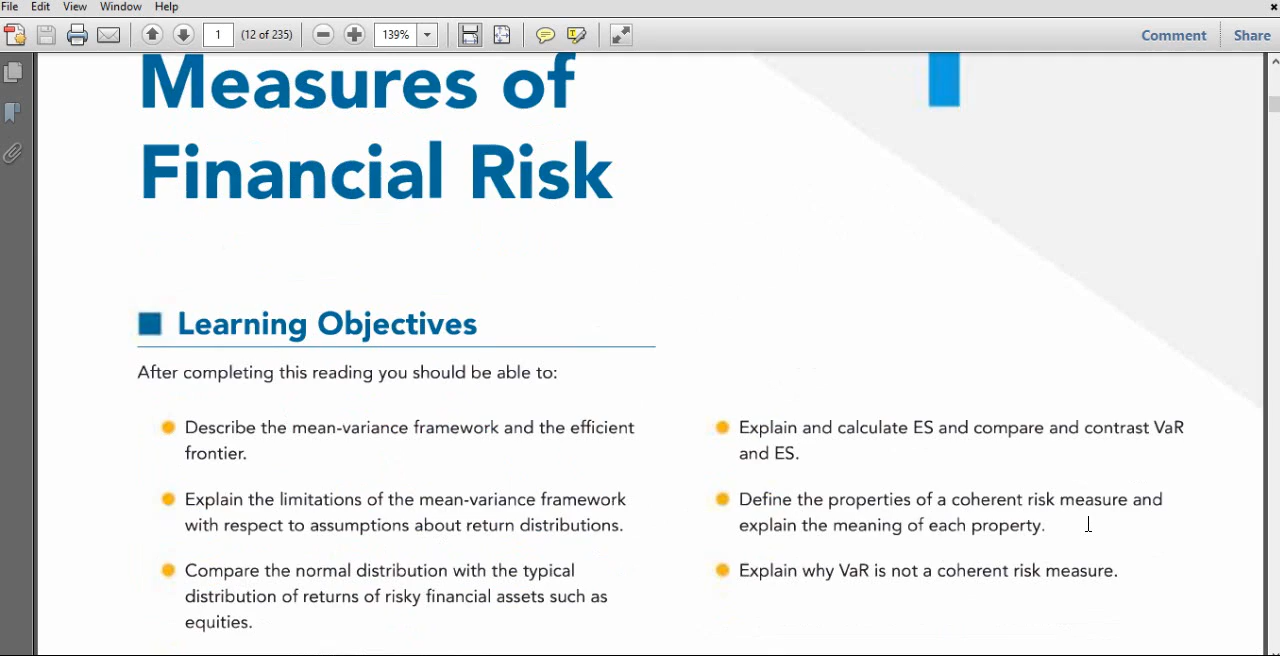 File Edit View Window Help
1 (12 of 235) 139% Comment Share
Measures of
Financial Risk
Learning Objectives
After completing this reading you should be able to:
Describe the mean-variance framework and the efficient
frontier.
Explain the limitations of the mean-variance framework
with respect to assumptions about return distributions.
Compare the normal distribution with the typical
distribution of returns of risky financial assets such as
equities.
Explain and calculate ES and compare and contrast VaR
and ES.
Define the properties of a coherent risk measure and
explain the meaning of each property.
Explain why VaR is not a coherent risk measure.